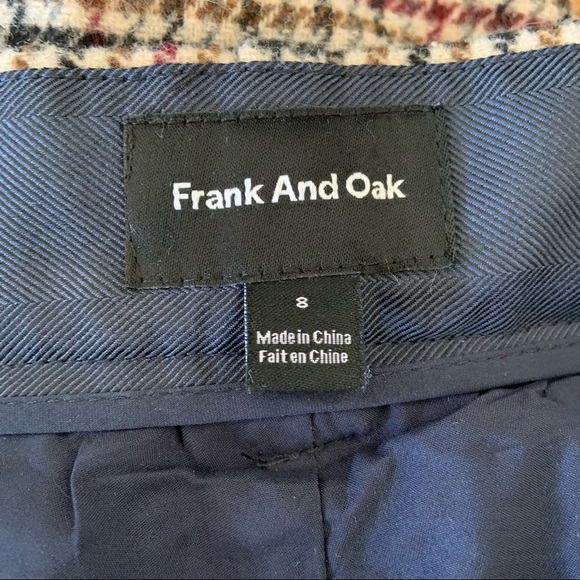 Frank And Oak
8
Made in China
Fait en Chine